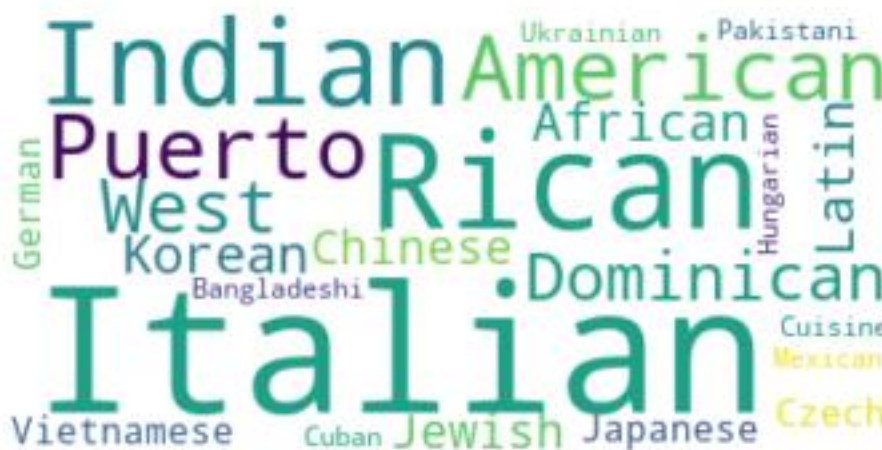 Ukrainian Pakistani
Indian American
Puerto Rican African
German West Hungarian Latin
Korean Chinese
Bangladeshi Dominican
Italian Cuisine
Mexican
Vietnamese Cuban Jewish Japanese Czech